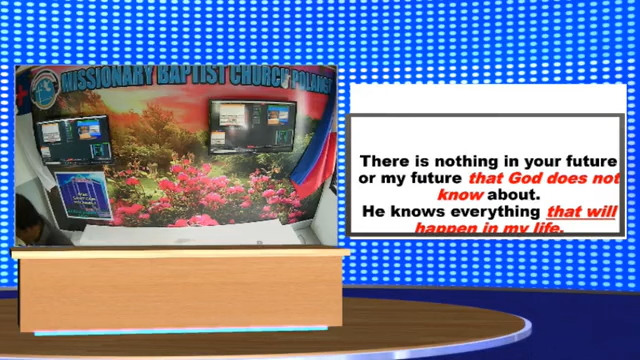 MISSIONARY BAPTIST CHURCH POLANGUI
There is nothing in your future
or my future that God does not
know about.
He knows everything that will
happen in my life.